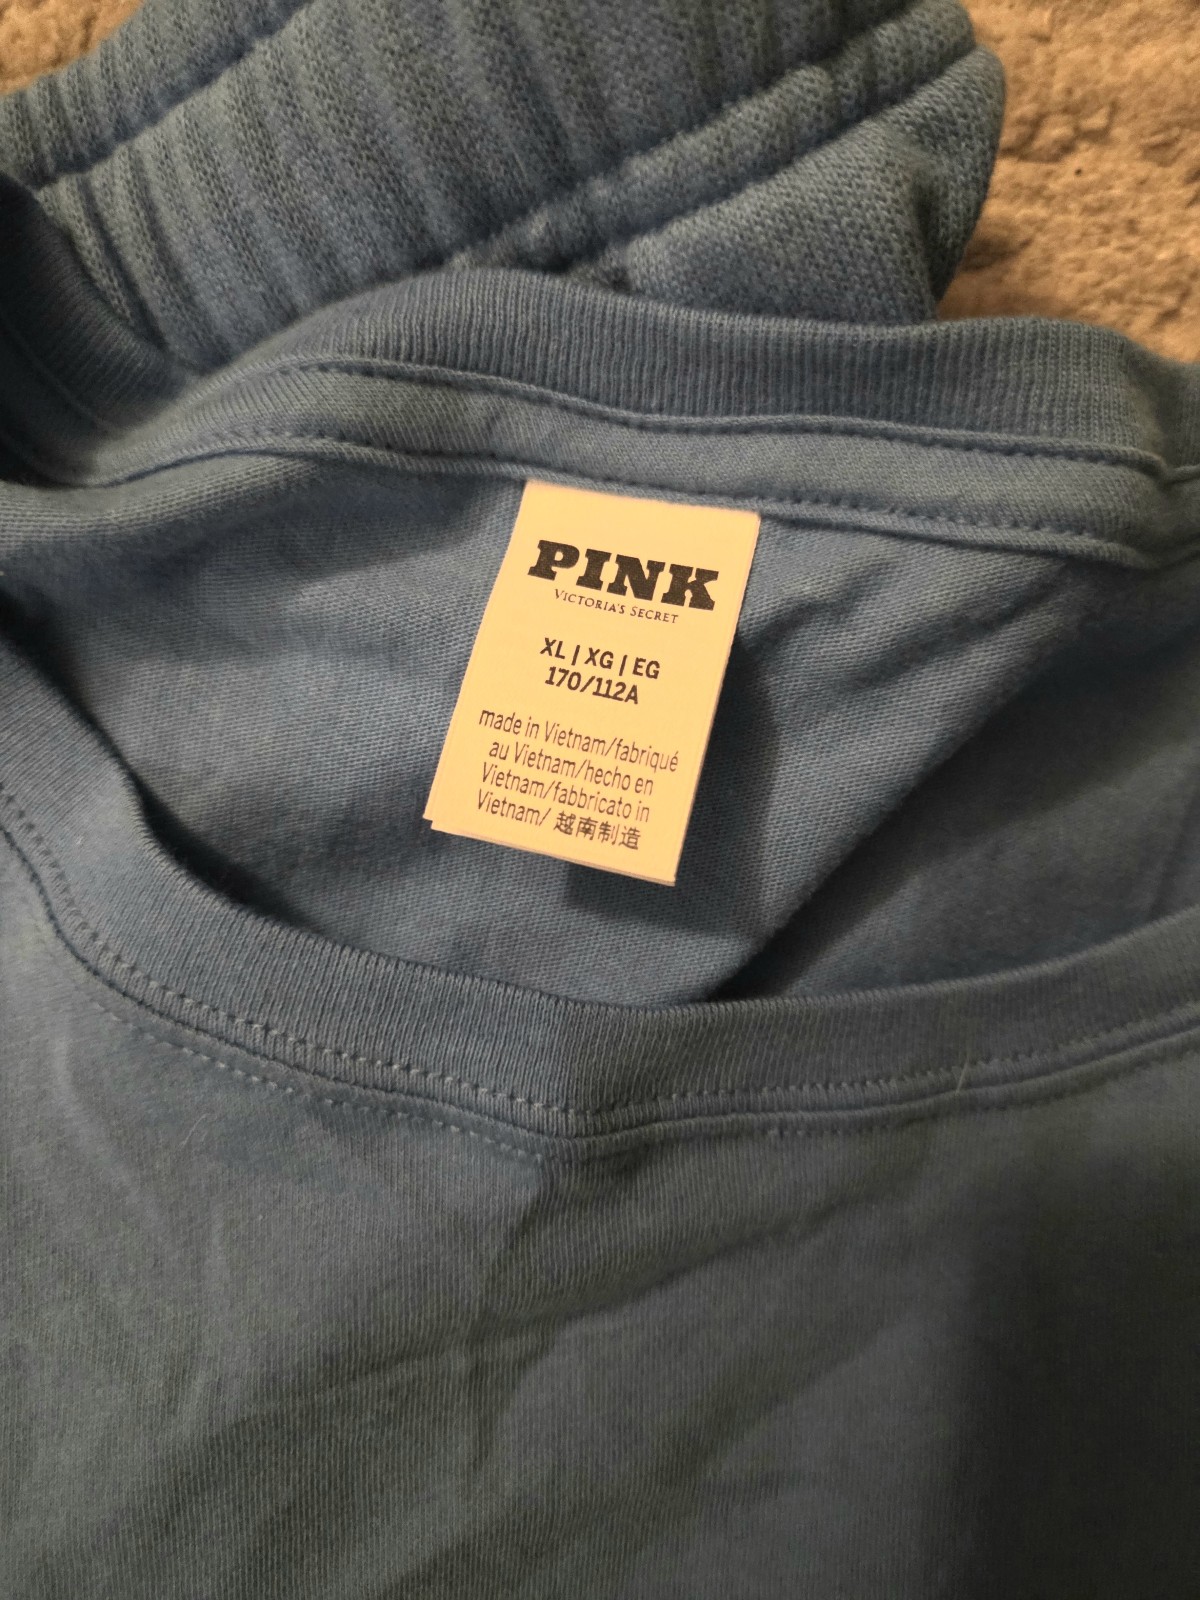 PINK
VICTORIA'S SECRET
XL | XG | EG
170/112A
made in Vietnam/fabriqué
au Vietnam/hecho en
Vietnam/fabbricato in
Vietnam/ 越南制造